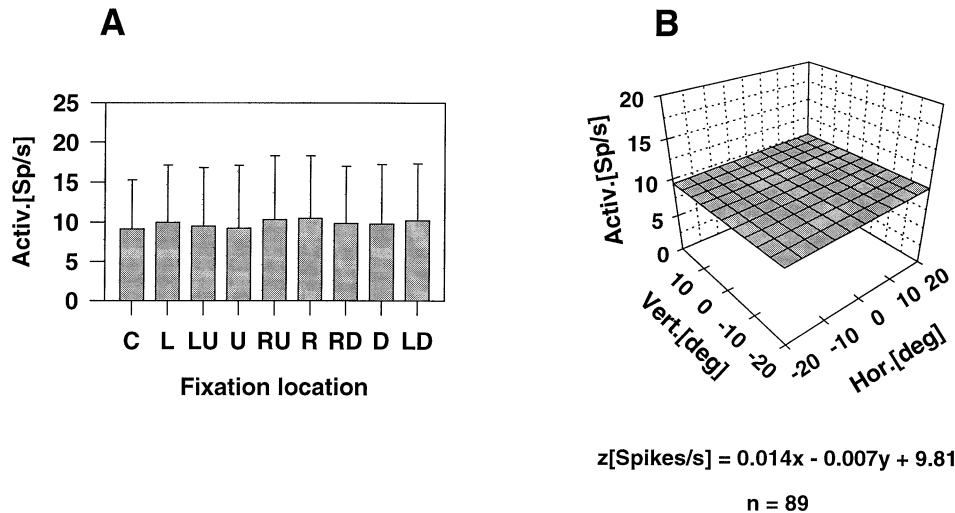 A
Activ.[Sp/s]
25
20
15
10
5
0
C L LU U RU R RD D LD
Fixation location
B
Activ.[Sp/s]
20
15
10
5
0
10 0 -10 -20
Vert.[deg]
-20 -10 0 10 20
Hor.[deg]
z[Spikes/s] = 0.014x - 0.007y + 9.81
n = 89